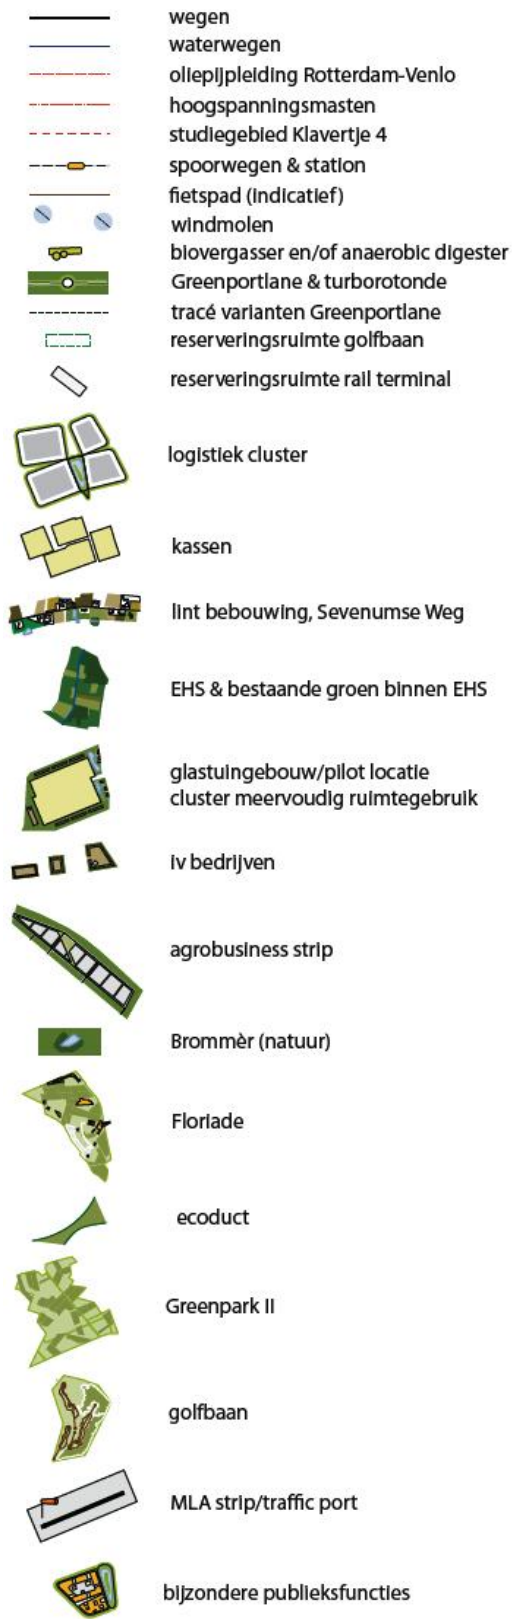 wegen
waterwegen
oliepijpleiding Rotterdam-Venlo
hoogspanningsmasten
studiegebied Klavertje 4
spoorwegen & station
fietspad (indicatief)
windmolen
biovergasser en/of anaerobic digester
Greenportlane & turborotonde
tracé varianten Greenportlane
reserveringsruimte golfbaan
reserveringsruimte rail terminal
logistiek cluster
kassen
lint bebouwing, Sevenumse Weg
EHS & bestaande groen binnen EHS
glastuingebouw/pilot locatie
cluster meervoudig ruimtegebruik
iv bedrijven
agrobusiness strip
Brommèr (natuur)
Floriade
ecoduct
Greenpark II
golfbaan
MLA strip/traffic port
bijzondere publieksfuncties